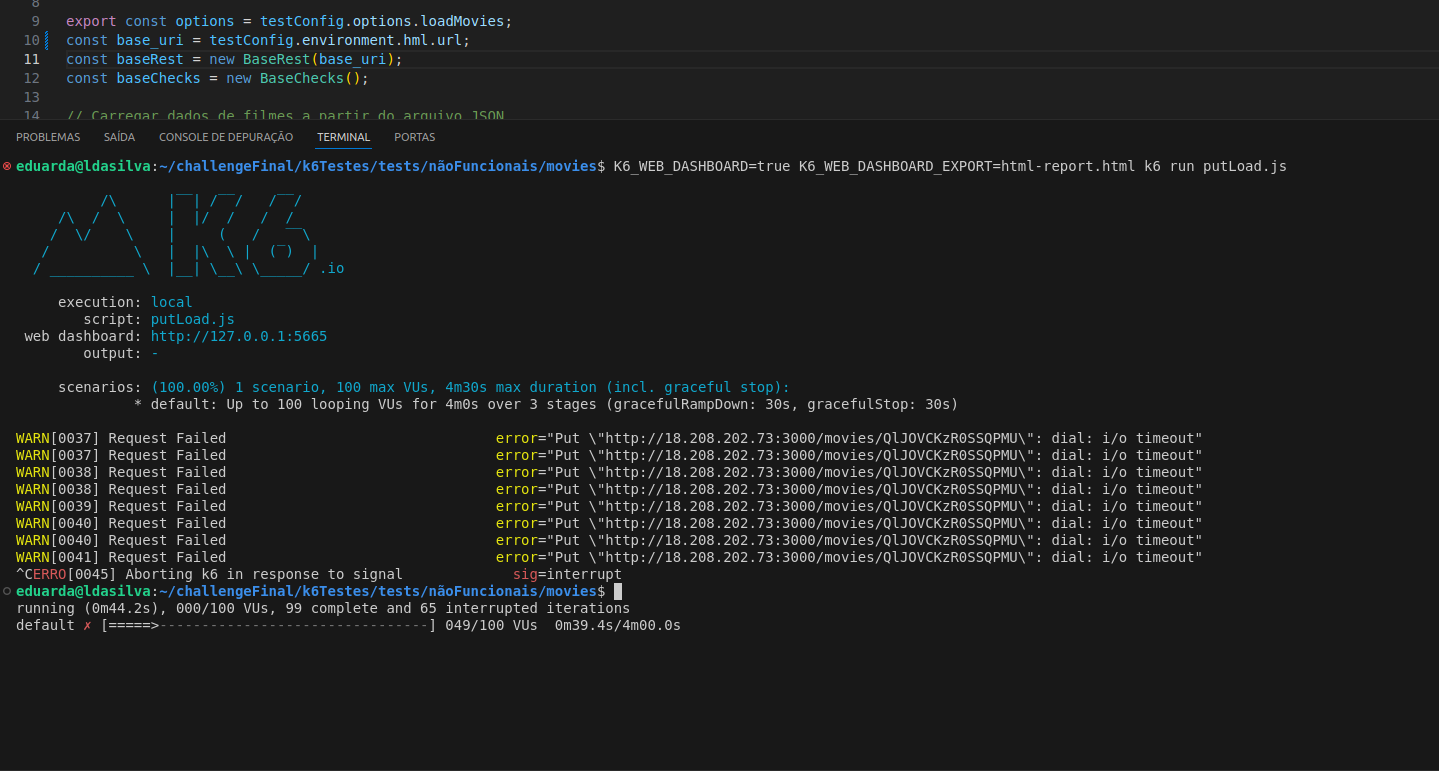 8
9 export const options = testConfig.options.loadMovies;
10 const base_uri = testConfig.environment.hml.url;
11 const baseRest = new BaseRest(base_uri);
12 const baseChecks = new BaseChecks();
13
14 // Carregar dados de filmes a partir do arquivo JSON
PROBLEMAS SAÍDA CONSOLE DE DEPURAÇÃO TERMINAL PORTAS
eduarda@ldasilva:~/challengeFinal/k6Testes/tests/nãoFuncionais/movies$ K6_WEB_DASHBOARD=true K6_WEB_DASHBOARD_EXPORT=html-report.html k6 run putLoad.js
          /\      |‾‾| /‾‾/   /‾‾/
     /\  /  \     |  |/  /   /  /
    /  \/    \    |     (   /   ‾‾\
   /          \   |  |\  \ |  (‾)  |
  / __________ \  |__| \__\ \_____/ .io
execution: local
script: putLoad.js
web dashboard: http://127.0.0.1:5665
output: -
scenarios: (100.00%) 1 scenario, 100 max VUs, 4m30s max duration (incl. graceful stop):
* default: Up to 100 looping VUs for 4m0s over 3 stages (gracefulRampDown: 30s, gracefulStop: 30s)
WARN[0037] Request Failed error="Put \"http://18.208.202.73:3000/movies/QlJOVCKzR0SSQPMU\": dial: i/o timeout"
WARN[0037] Request Failed error="Put \"http://18.208.202.73:3000/movies/QlJOVCKzR0SSQPMU\": dial: i/o timeout"
WARN[0038] Request Failed error="Put \"http://18.208.202.73:3000/movies/QlJOVCKzR0SSQPMU\": dial: i/o timeout"
WARN[0038] Request Failed error="Put \"http://18.208.202.73:3000/movies/QlJOVCKzR0SSQPMU\": dial: i/o timeout"
WARN[0039] Request Failed error="Put \"http://18.208.202.73:3000/movies/QlJOVCKzR0SSQPMU\": dial: i/o timeout"
WARN[0040] Request Failed error="Put \"http://18.208.202.73:3000/movies/QlJOVCKzR0SSQPMU\": dial: i/o timeout"
WARN[0040] Request Failed error="Put \"http://18.208.202.73:3000/movies/QlJOVCKzR0SSQPMU\": dial: i/o timeout"
WARN[0041] Request Failed error="Put \"http://18.208.202.73:3000/movies/QlJOVCKzR0SSQPMU\": dial: i/o timeout"
^CERRO[0045] Aborting k6 in response to signal sig=interrupt
eduarda@ldasilva:~/challengeFinal/k6Testes/tests/nãoFuncionais/movies$
running (0m44.2s), 000/100 VUs, 99 complete and 65 interrupted iterations
default ✗ [=====>--------------------------------] 049/100 VUs  0m39.4s/4m00.0s